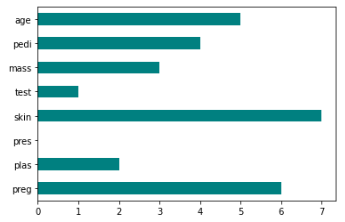 age
pedi
mass
test
skin
pres
plas
preg
0 1 2 3 4 5 6 7